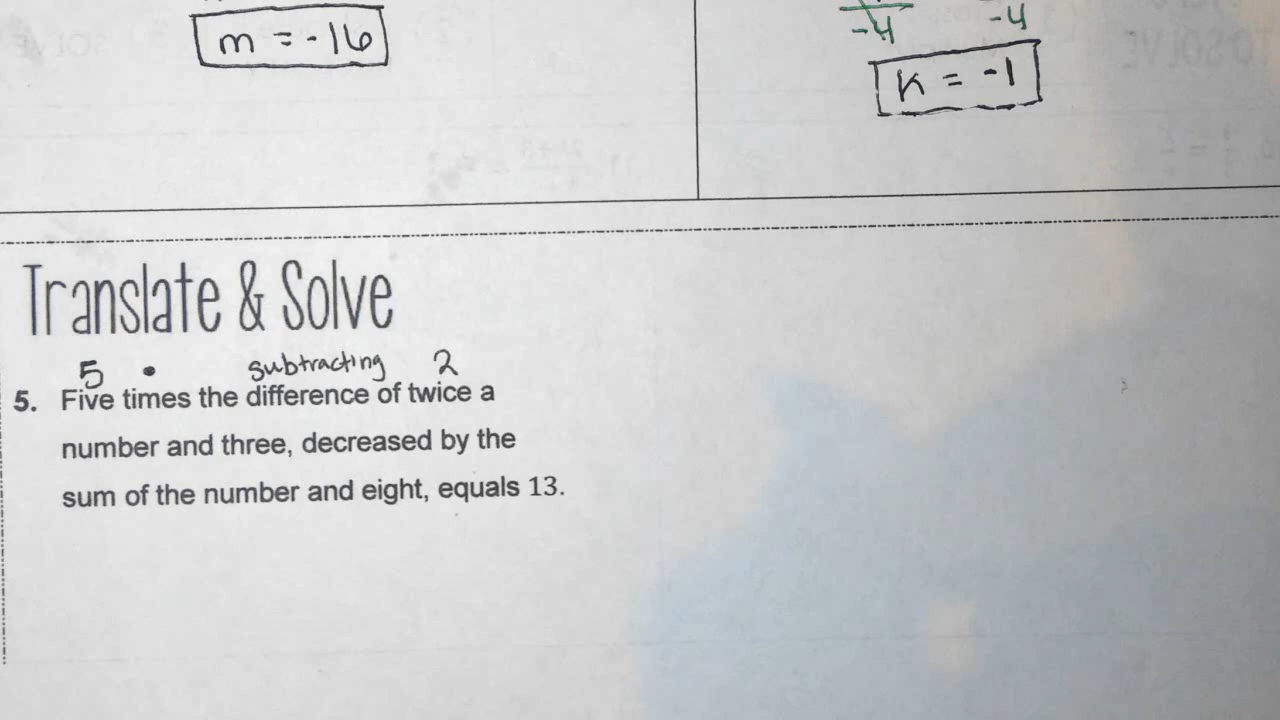 m = -16
-4 -4
k = -1
Translate & Solve
5 • subtracting 2
5. Five times the difference of twice a
number and three, decreased by the
sum of the number and eight, equals 13.